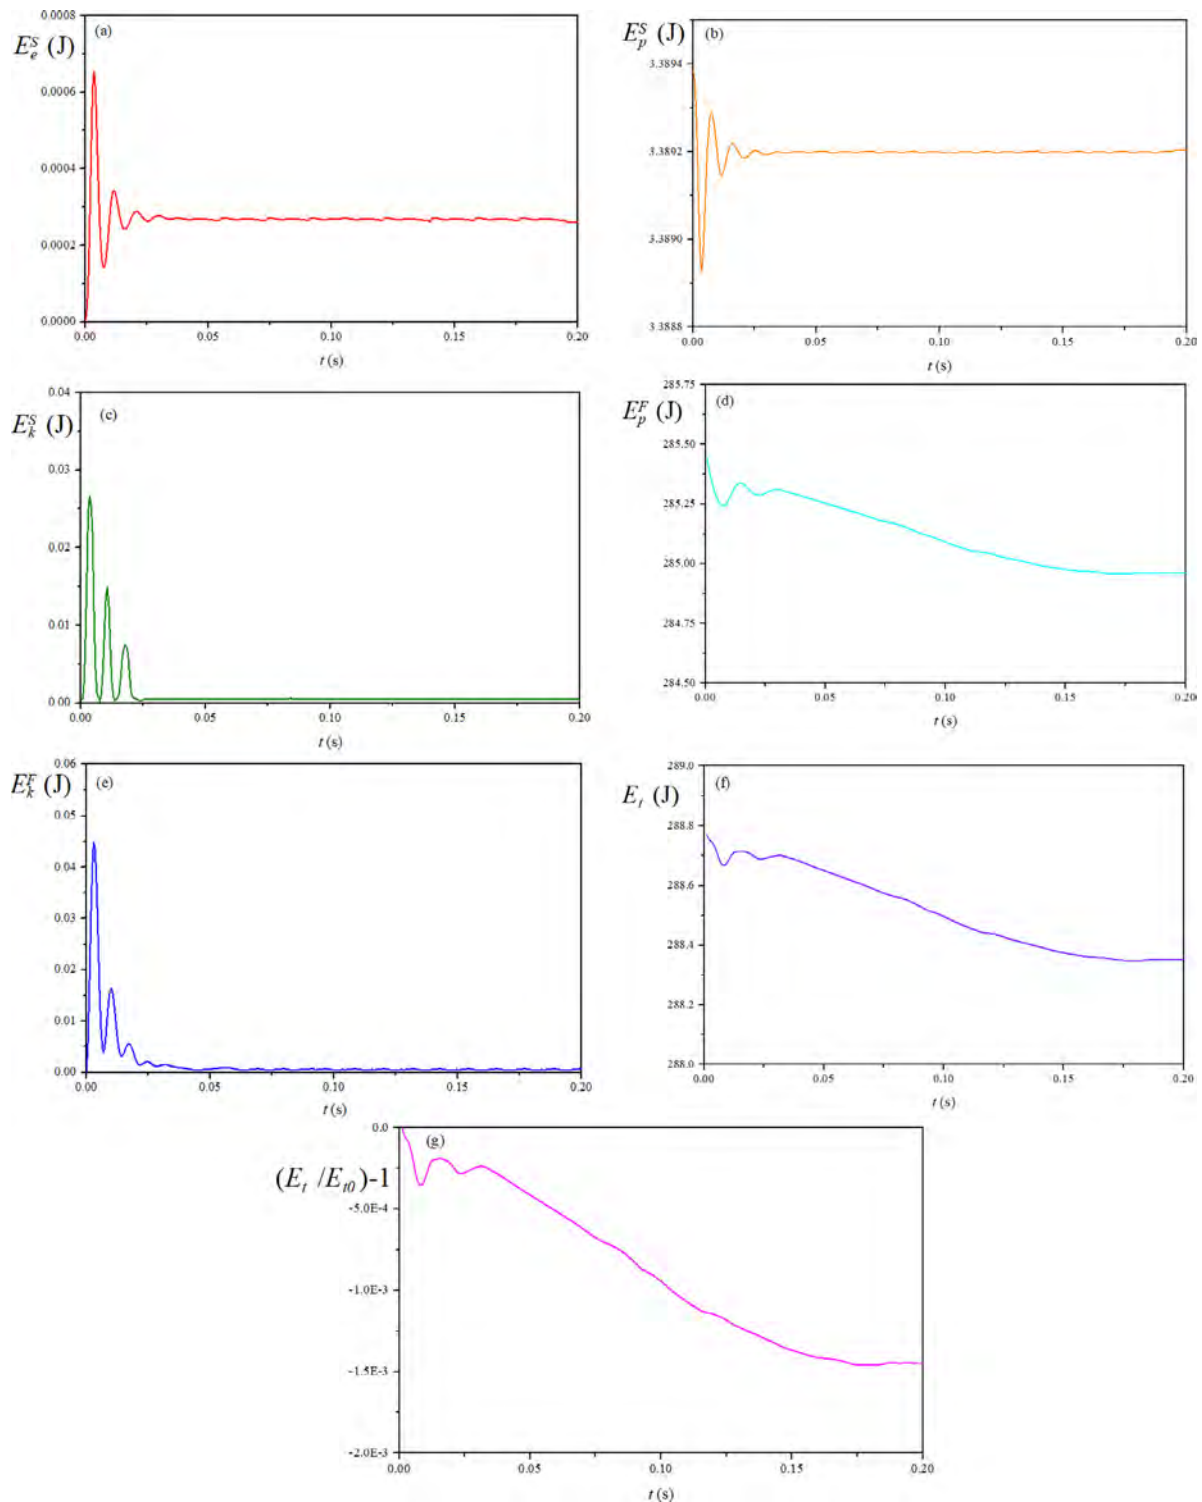 0.0008
(a)
E_e^S (J)
0.0006
0.0004
0.0002
0.0000
0.00 0.05 0.10 0.15 0.20
t (s)
E_p^S (J)
(b)
3.3894
3.3892
3.3890
3.3888
0.00 0.05 0.10 0.15 0.20
t (s)
0.04
(c)
E_k^S (J)
0.03
0.02
0.01
0.00
0.00 0.05 0.10 0.15 0.20
t (s)
285.75
E_p^F (J)
(d)
285.50
285.25
285.00
284.75
284.50
0.00 0.05 0.10 0.15 0.20
t (s)
0.06
E_k^F (J)
(e)
0.05
0.04
0.03
0.02
0.01
0.00
0.00 0.05 0.10 0.15 0.20
t (s)
289.0
E_t (J)
(f)
288.8
288.6
288.4
288.2
288.0
0.00 0.05 0.10 0.15 0.20
t (s)
0.0
(g)
(E_t /E_t0)-1
-5.0E-4
-1.0E-3
-1.5E-3
-2.0E-3
0.00 0.05 0.10 0.15 0.20
t (s)